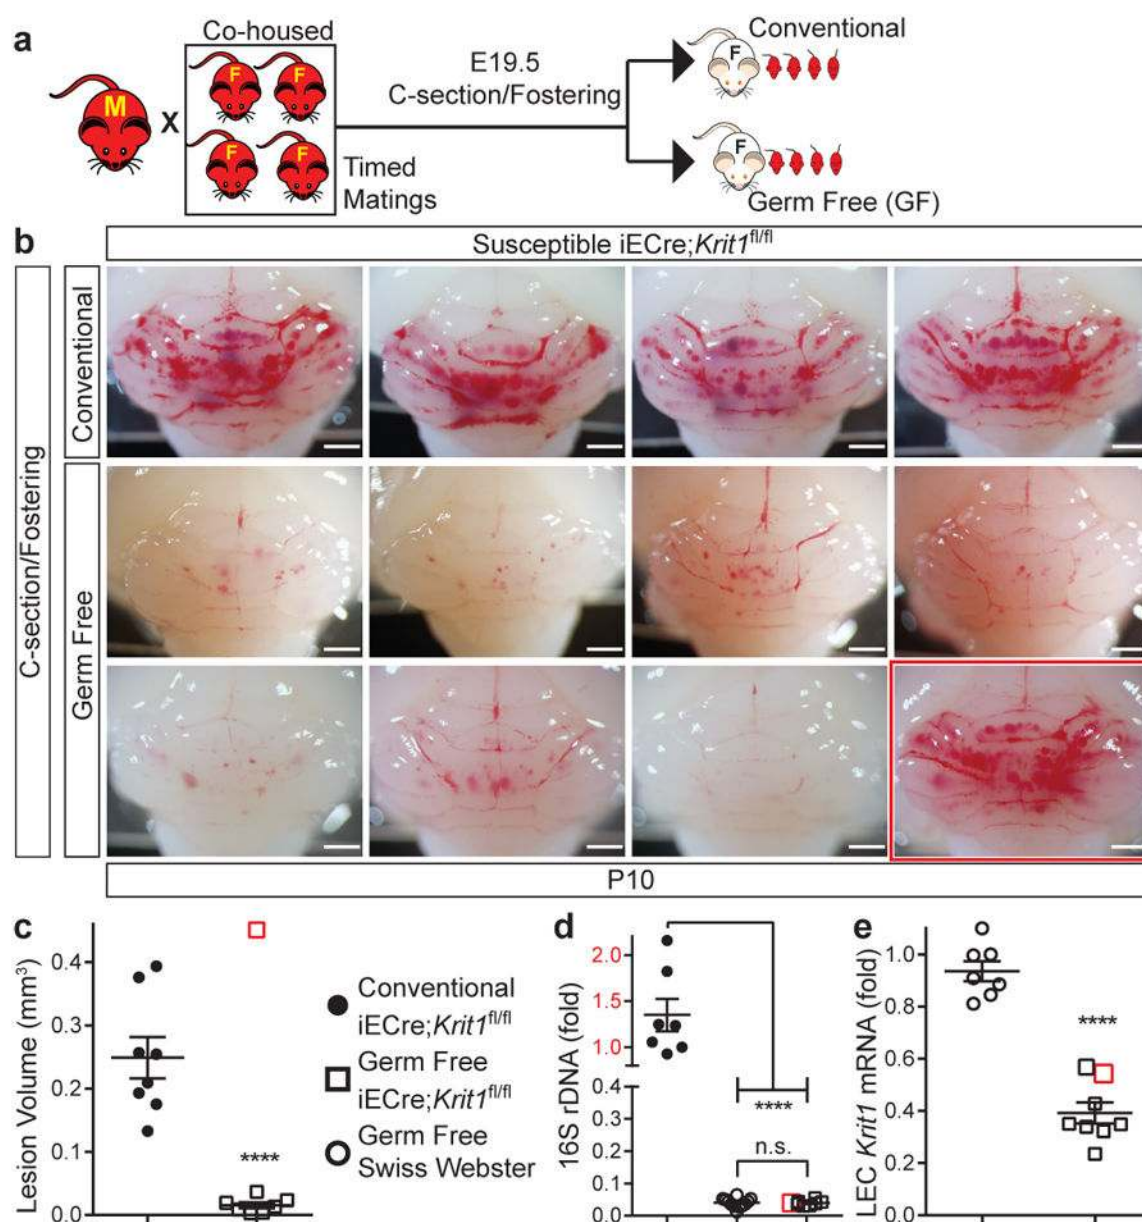 a
Co-housed
M
X
F
F
F
F
Timed
Matings
E19.5
C-section/Fostering
Conventional
F
F
Germ Free (GF)
b
Susceptible iECre;Krit1fl/fl
C-section/Fostering
Conventional
Germ Free
P10
c
Lesion Volume (mm3)
0.4
0.3
0.2
0.1
0.0
****
Conventional
iECre;Krit1fl/fl
Germ Free
iECre;Krit1fl/fl
Germ Free
Swiss Webster
d
16S rDNA (fold)
2.0
1.5
1.0
0.4
0.3
0.2
0.1
0.0
****
n.s.
e
LEC Krit1 mRNA (fold)
1.0
0.8
0.6
0.4
0.2
0.0
****